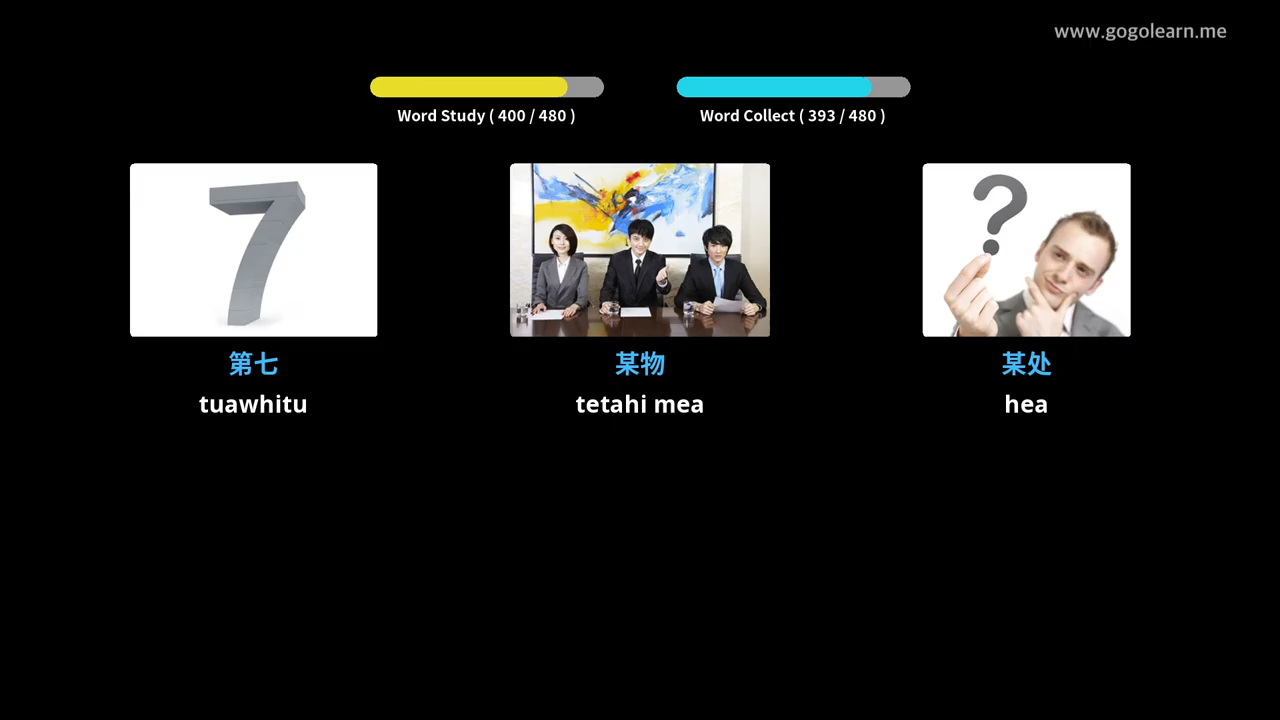 www.gogolearn.me
Word Study ( 400 / 480 )
Word Collect ( 393 / 480 )
7
?
第七
某物
某处
tuawhitu
tetahi mea
hea